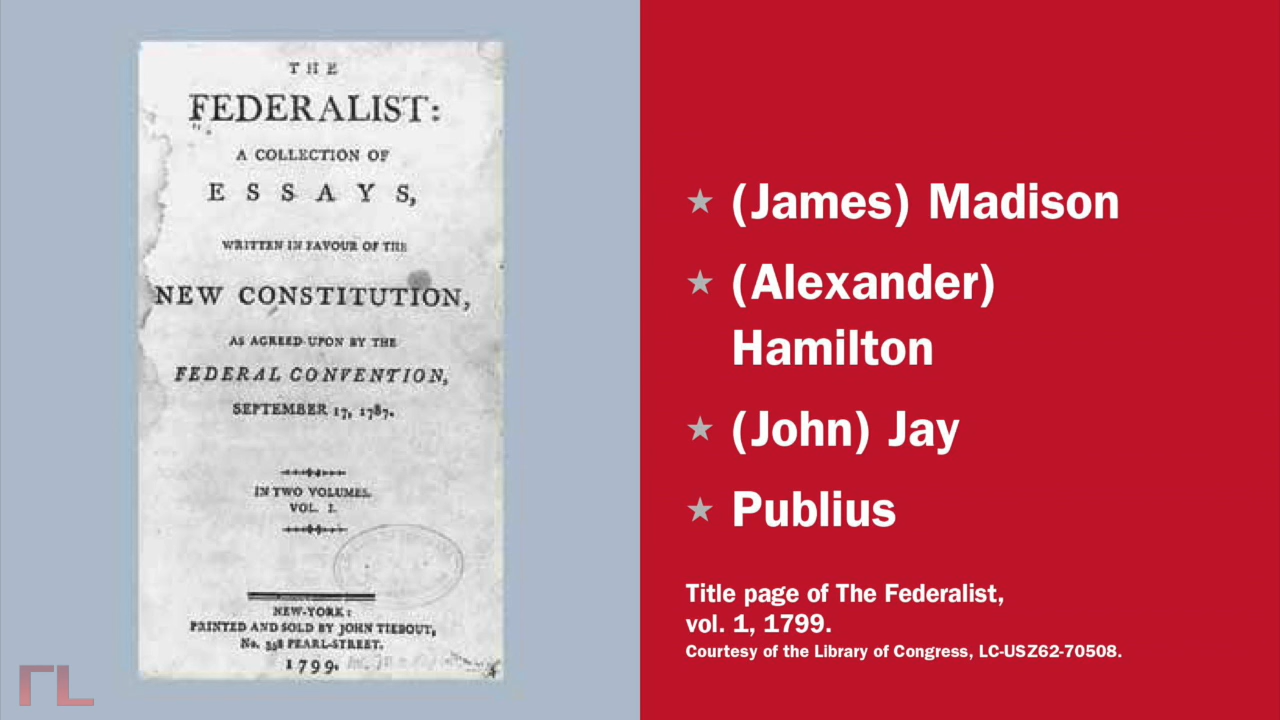 THE
FEDERALIST:
A COLLECTION OF
ESSAYS,
WRITTEN IN FAVOUR OF THE
NEW CONSTITUTION,
AS AGREED UPON BY THE
FEDERAL CONVENTION,
SEPTEMBER 17, 1787.
IN TWO VOLUMES.
VOL. I.
NEW-YORK:
PRINTED AND SOLD BY JOHN TIEBOUT,
No. 358 PEARL-STREET.
1799.
(James) Madison
(Alexander)
Hamilton
(John) Jay
Publius
Title page of The Federalist,
vol. 1, 1799.
Courtesy of the Library of Congress, LC-USZ62-70508.